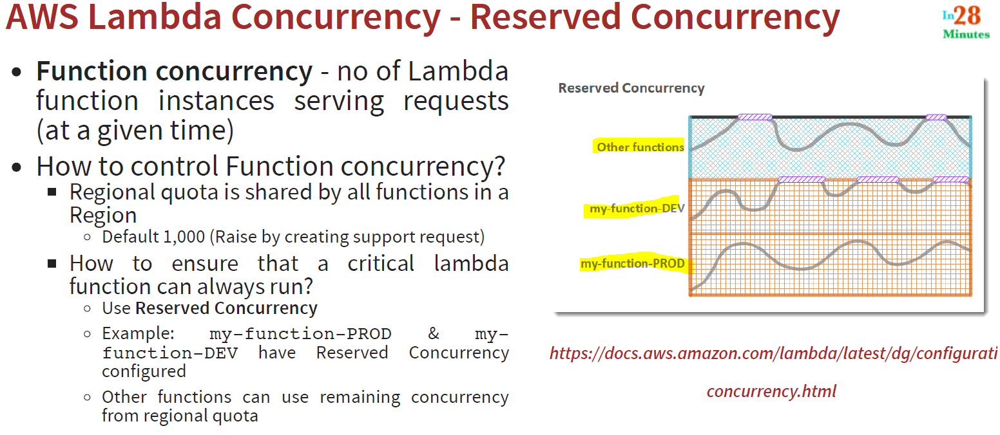 AWS Lambda Concurrency - Reserved Concurrency
In28
Minutes
• Function concurrency - no of Lambda
function instances serving requests
(at a given time)
• How to control Function concurrency?
▪ Regional quota is shared by all functions in a
Region
○ Default 1,000 (Raise by creating support request)
▪ How to ensure that a critical lambda
function can always run?
○ Use Reserved Concurrency
○ Example: my-function-PROD & my-
function-DEV have Reserved Concurrency
configured
○ Other functions can use remaining concurrency
from regional quota
Reserved Concurrency
Other functions
my-function-DEV
my-function-PROD
https://docs.aws.amazon.com/lambda/latest/dg/configurati
concurrency.html